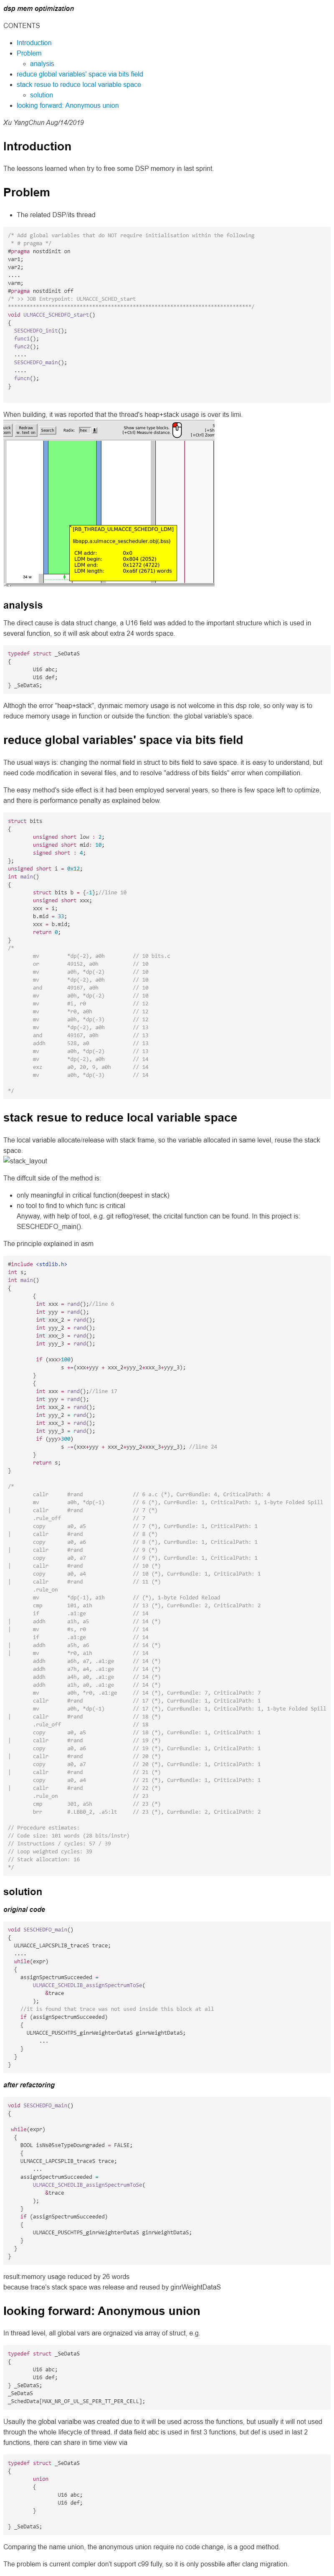 dsp mem optimization
CONTENTS
Introduction
Problem
analysis
reduce global variables' space via bits field
stack resue to reduce local variable space
solution
looking forward: Anonymous union
Xu YangChun Aug/14/2019
Introduction
The leessons learned when try to free some DSP memory in last sprint.
Problem
The related DSP/its thread
/* Add global variables that do NOT require initialisation within the following
* # pragma */
#pragma nostdinit on
var1;
var2;
....
varm;
#pragma nostdinit off
/* >> JOB Entrypoint: ULMACCE_SCHED_start
void ULMACCE_SCHEDFO_start()
{
SESCHEDFO_init();
func1();
func2();
....
SESCHEDFO_main();
....
funcn();
}
When building, it was reported that the thread's heap+stack usage is over its limi.
Redraw
w. text on
Search
Radix:
hex
Show same type blocks:
(+Ctrl) Measure distance.
[RB_THREAD_ULMACCE_SCHEDFO_LDM]
libapp.a:ulmacce_sescheduler.obj(.bss)
CM addr: 0x0
LDM begin: 0x804 (2052)
LDM end: 0x1272 (4722)
LDM length: 0xa6f (2671) words
34 w
analysis
The direct cause is data struct change, a U16 field was added to the important structure which is used in
several function, so it will ask about extra 24 words space.
typedef struct _SeDataS
{
U16 abc;
U16 def;
} _SeDataS;
Althogh the error "heap+stack", dymaic memory usage is not welcome in this dsp role, so only way is to
reduce memory usage in function or outside the function: the global variable's space.
reduce global variables' space via bits field
The usual ways is: changing the normal field in struct to bits field to save space. it is easy to understand, but
need code modification in several files, and to resolve "address of bits fields" error when compilation.
The easy method's side effect is it had been employed serveral years, so there is few space left to optimize,
and there is performance penality as explained below.
struct bits
{
unsigned short low : 2;
unsigned short mid: 10;
signed short : 4;
};
unsigned short i = 0x12;
int main()
{
struct bits b = {-1};//line 10
unsigned short xxx;
xxx = i;
b.mid = 33;
xxx = b.mid;
return 0;
}
/*
mv *dp(-2), a0h // 10 bits.c
or 49152, a0h // 10
mv a0h, *dp(-2) // 10
mv *dp(-2), a0h // 10
and 49167, a0h // 10
mv a0h, *dp(-2) // 10
mv #i, r0 // 12
mv *r0, a0h // 12
mv a0h, *dp(-3) // 12
mv *dp(-2), a0h // 13
and 49167, a0h // 13
addh 528, a0 // 13
mv a0h, *dp(-2) // 13
mv *dp(-2), a0h // 14
exc a0, 20, 9, a0h // 14
mv a0h, *dp(-3) // 14
*/
stack resue to reduce local variable space
The local variable allocate/release with stack frame, so the variable allocated in same level, reuse the stack
space.
stack_layout
The diffcult side of the method is:
only meaningful in critical function(deepest in stack)
no tool to find to which func is critical.
Anyway, with help of tool, e.g. git reflog/reset, the cricital function can be found. In this project is:
SESCHEDFO_main().
The principle explained in asm
#include <stdlib.h>
int s;
int main()
{
{
int xxx = rand();//line 6
int yyy = rand();
int xxx_2 = rand();
int yyy_2 = rand();
int xxx_3 = rand();
int yyy_3 = rand();
if (xxx>100)
s +=(xxx+yyy + xxx_2+yyy_2+xxx_3+yyy_3);
}
{
int xxx = rand();//line 17
int yyy = rand();
int xxx_2 = rand();
int yyy_2 = rand();
int xxx_3 = rand();
int yyy_3 = rand();
if (yyy>300)
s -=(xxx+yyy + xxx_2+yyy_2+xxx_3+yyy_3); //line 24
}
return s;
}
/*
callr #rand // 6 a.c (*), CurrBundle: 4, CriticalPath: 4
mv a0h, *dp(-1) // 6 (*), CurrBundle: 1, CriticalPath: 1, 1-byte Folded Spill
| callr #rand // 7 (*)
.rule_off // 7
copy a0, a5 // 7 (*), CurrBundle: 1, CriticalPath: 1
| callr #rand // 8 (*)
copy a0, a6 // 8 (*), CurrBundle: 1, CriticalPath: 1
| callr #rand // 9 (*)
copy a0, a7 // 9 (*), CurrBundle: 1, CriticalPath: 1
| callr #rand // 10 (*)
copy a0, a4 // 10 (*), CurrBundle: 1, CriticalPath: 1
| callr #rand // 11 (*)
.rule_on
mv *dp(-1), a1h // (*), 1-byte Folded Reload
cmp 101, a1h // 13 (*), CurrBundle: 2, CriticalPath: 2
| if .a1:ge // 14
| addh a1h, a5 // 14 (*)
| mv #s, r0 // 14
| if .a1:ge // 14
| addh a5h, a6 // 14 (*)
| mv *r0, a1h // 14
addh a6h, a7, .a1:ge // 14 (*)
addh a7h, a4, .a1:ge // 14 (*)
addh a4h, a0, .a1:ge // 14 (*)
addh a1h, a0, .a1:ge // 14 (*)
mv a0h, *r0, .a1:ge // 14 (*), CurrBundle: 7, CriticalPath: 7
| callr #rand // 17 (*), CurrBundle: 1, CriticalPath: 1
mv a0h, *dp(-1) // 17 (*), CurrBundle: 1, CriticalPath: 1, 1-byte Folded Spill
| callr #rand // 18 (*)
.rule_off // 18
copy a0, a5 // 18 (*), CurrBundle: 1, CriticalPath: 1
| callr #rand // 19 (*)
copy a0, a6 // 19 (*), CurrBundle: 1, CriticalPath: 1
| callr #rand // 20 (*)
copy a0, a7 // 20 (*), CurrBundle: 1, CriticalPath: 1
| callr #rand // 21 (*)
copy a0, a4 // 21 (*), CurrBundle: 1, CriticalPath: 1
| callr #rand // 22 (*)
.rule_on // 23
cmp 301, a5h // 23 (*)
brr #.LBB0_2, .a5:lt // 23 (*), CurrBundle: 2, CriticalPath: 2
// Procedure estimates:
// Code size: 101 words (28 bits/instr)
// Instructions / cycles: 57 / 39
// Loop weighted cycles: 39
// Stack allocation: 16
*/
solution
original code
void SESCHEDFO_main()
{
ULMACCE_LAPCSPLIB_traceS trace;
....
while(expr)
{
assignSpectrumSucceeded =
ULMACCE_SCHEDLIB_assignSpectrumToSe(
&trace
);
//it is found that trace was not used inside this block at all
if (assignSpectrumSucceeded)
{
ULMACCE_PUSCHTPS_ginrWeighterDataS ginrWeightDataS;
...
}
}
}
after refactoring
void SESCHEDFO_main()
{
while(expr)
{
BOOL isNo0SseTypeDowngraded = FALSE;
{
ULMACCE_LAPCSPLIB_traceS trace;
...
assignSpectrumSucceeded =
ULMACCE_SCHEDLIB_assignSpectrumToSe(
&trace
);
}
if (assignSpectrumSucceeded)
{
ULMACCE_PUSCHTPS_ginrWeighterDataS ginrWeightDataS;
}
}
}
result:memory usage reduced by 26 words
because trace's stack space was release and reused by ginrWeightDataS
looking forward: Anonymous union
In thread level, all global vars are orgnaized via array of struct, e.g.
typedef struct _SeDataS
{
U16 abc;
U16 def;
} _SeDataS;
_SeDataS
_SchedData[MAX_NR_OF_UL_SE_PER_TT_PER_CELL];
Usaully the global varialbe was created due to it will be used across the functions, but usually it will not used
through the whole lifecycle of thread. if data field abc is used in first 3 functions, but def is used in last 2
functions, there can share in time view via
typedef struct _SeDataS
{
union
{
U16 abc;
U16 def;
}
} _SeDataS;
Comparing the name union, the anonymous union require no code change, is a good method.
The problem is current compler don't support c99 fully, so it is only possbile after clang migration.